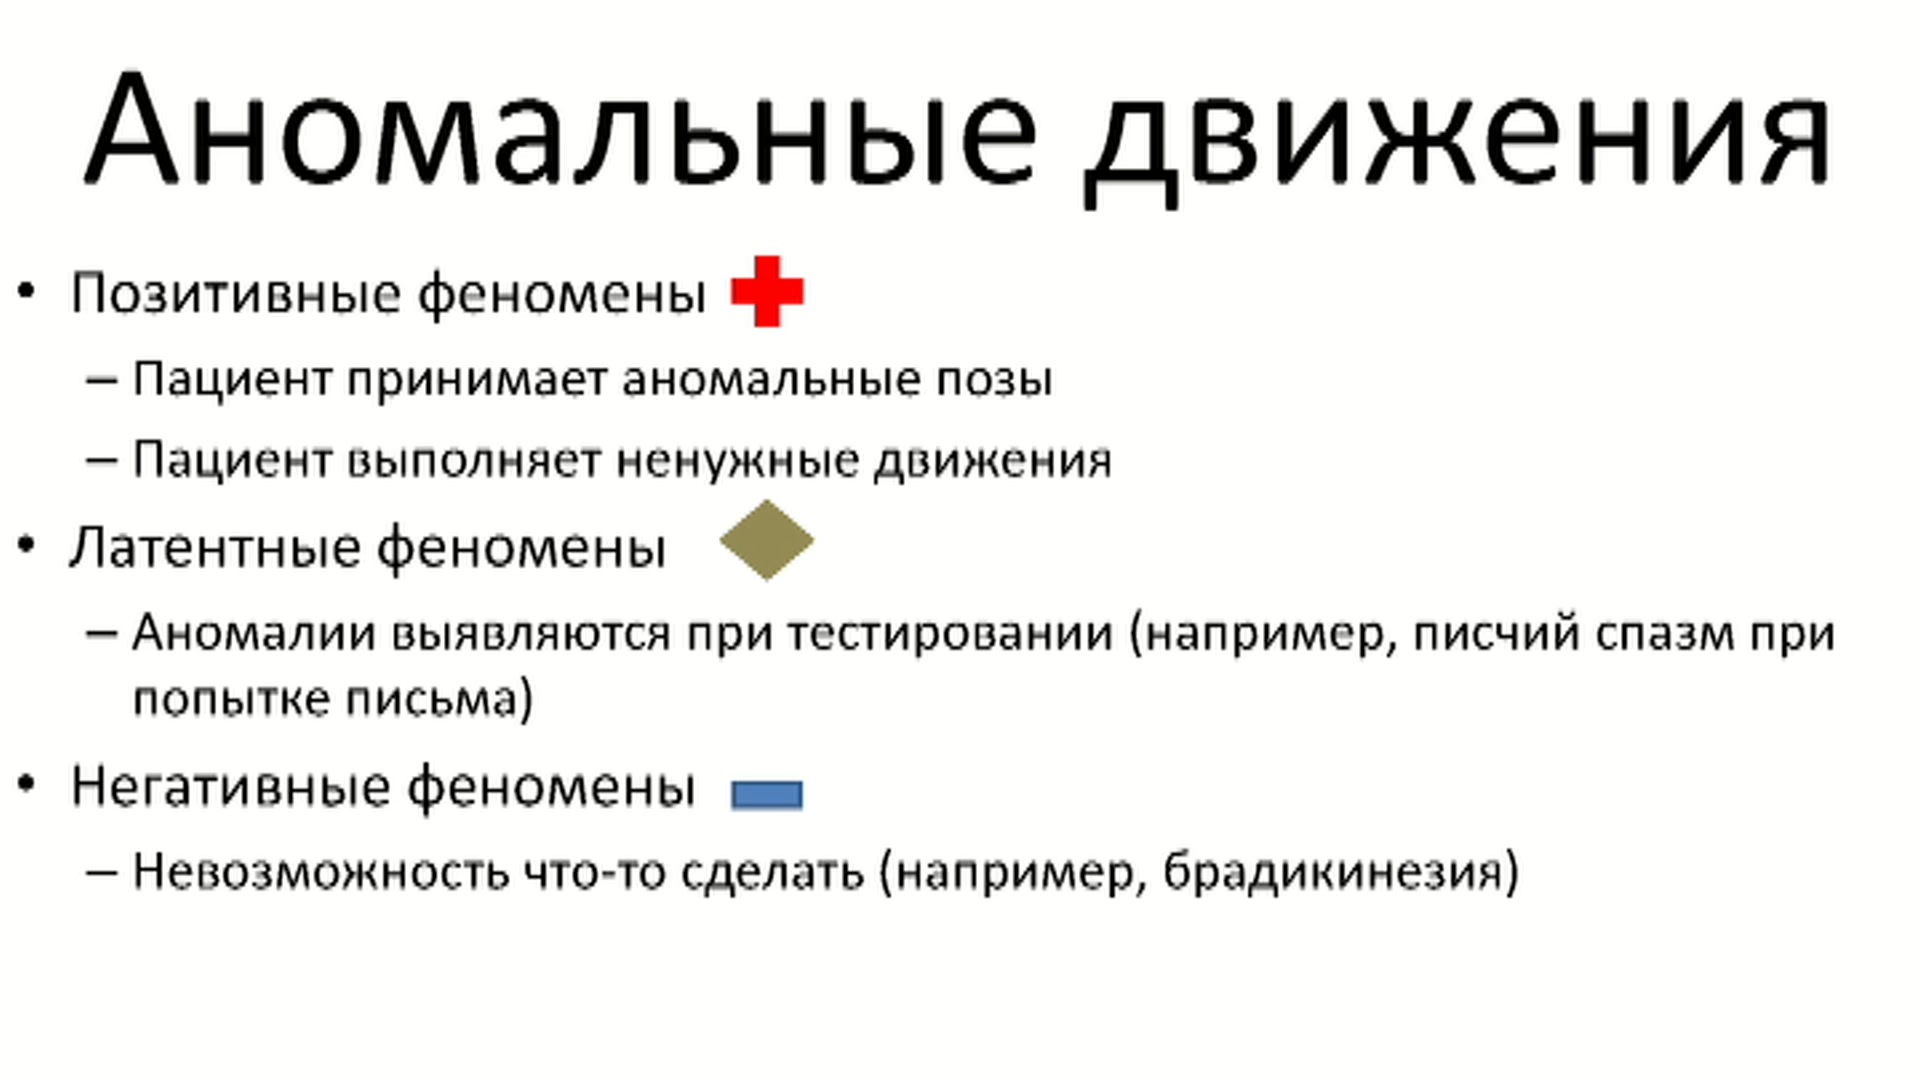 Аномальные движения
• Позитивные феномены
– Пациент принимает аномальные позы
– Пациент выполняет ненужные движения
• Латентные феномены
– Аномалии выявляются при тестировании (например, писчий спазм при
попытке письма)
• Негативные феномены
– Невозможность что-то сделать (например, брадикинезия)